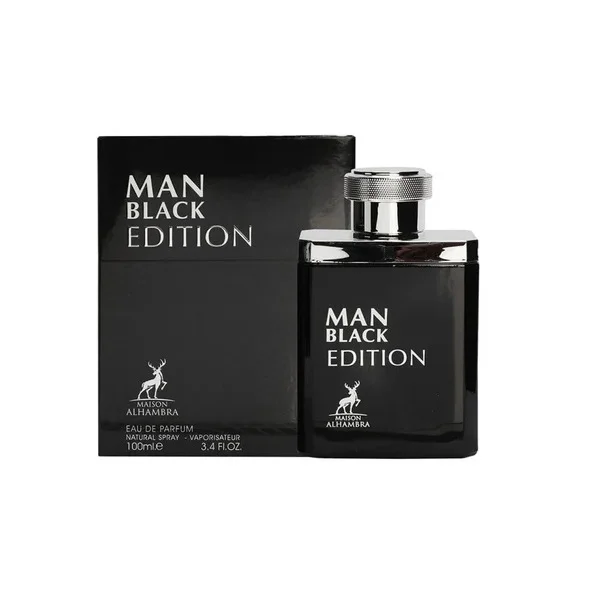 MAN
BLACK
EDITION
MAISON
ALHAMBRA
EAU DE PARFUM
NATURAL SPRAY - VAPORISATEUR
100ml.e 3.4 Fl.OZ.
MAN
BLACK
EDITION
MAISON
ALHAMBRA